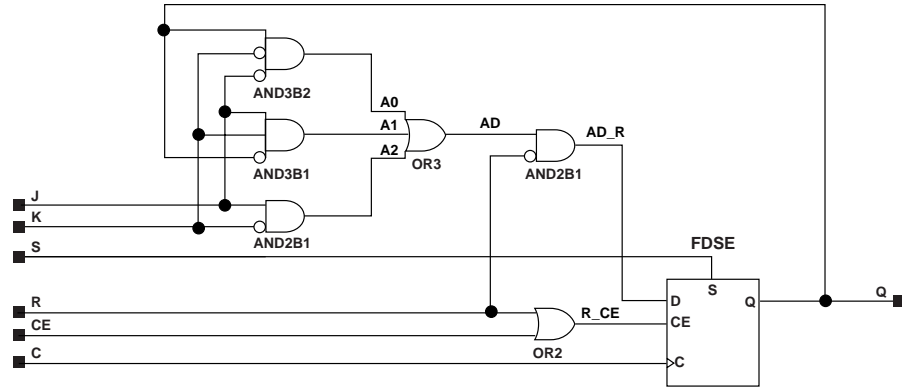 AND3B2
A0
A1
AD
AD_R
A2
OR3
AND3B1
AND2B1
J
K
AND2B1
S
FDSE
S
R
D
Q
Q
R_CE
CE
CE
OR2
C
C